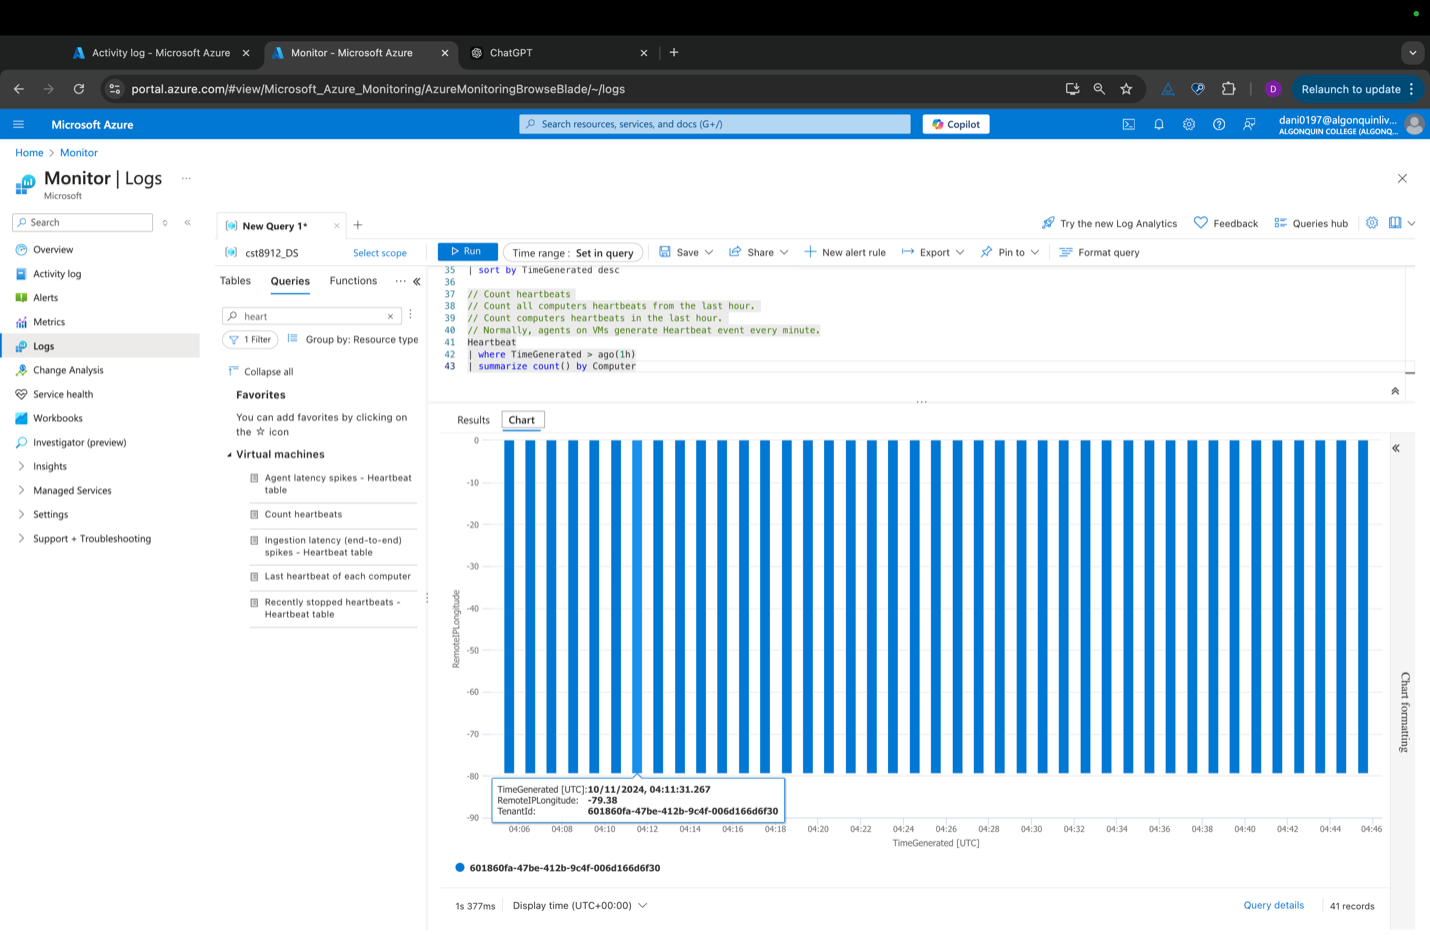 Activity log - Microsoft Azure
Monitor - Microsoft Azure
ChatGPT
portal.azure.com/#view/Microsoft_Azure_Monitoring/AzureMonitoringBrowseBlade/~/logs
D
Relaunch to update
Microsoft Azure
Search resources, services, and docs (G+/)
Copilot
dani0197@algonquinliv...
ALGONQUIN COLLEGE (ALGONQ...
Home > Monitor
Monitor | Logs ...
Microsoft
Search
Overview
Activity log
Alerts
Metrics
Logs
Change Analysis
Service health
Workbooks
Investigator (preview)
Insights
Managed Services
Settings
Support + Troubleshooting
New Query 1*
Try the new Log Analytics
Feedback
Queries hub
cst8912_DS
Select scope
Run
Time range : Set in query
Save
Share
New alert rule
Export
Pin to
Format query
Tables
Queries
Functions
...
heart
1 Filter
Group by: Resource type
Collapse all
Favorites
You can add favorites by clicking on
the ☆ icon
Virtual machines
Agent latency spikes - Heartbeat
table
Count heartbeats
Ingestion latency (end-to-end)
spikes - Heartbeat table
Last heartbeat of each computer
Recently stopped heartbeats -
Heartbeat table
35 | sort by TimeGenerated desc
36
37 // Count heartbeats
38 // Count all computers heartbeats from the last hour.
39 // Count computers heartbeats in the last hour.
40 // Normally, agents on VMs generate Heartbeat event every minute.
41 Heartbeat
42 | where TimeGenerated > ago(1h)
43 | summarize count() by Computer
Results
Chart
0
-10
-20
-30
-40
-50
-60
-70
-80
-90
RemoteIPLongitude
TimeGenerated [UTC]: 10/11/2024, 04:11:31.267
RemoteIPLongitude: -79.38
TenantId: 601860fa-47be-412b-9c4f-006d166d6f30
04:06 04:08 04:10 04:12 04:14 04:16 04:18 04:20 04:22 04:24 04:26 04:28 04:30 04:32 04:34 04:36 04:38 04:40 04:42 04:44 04:46
TimeGenerated [UTC]
601860fa-47be-412b-9c4f-006d166d6f30
Chart formatting
1s 377ms
Display time (UTC+00:00)
Query details
41 records